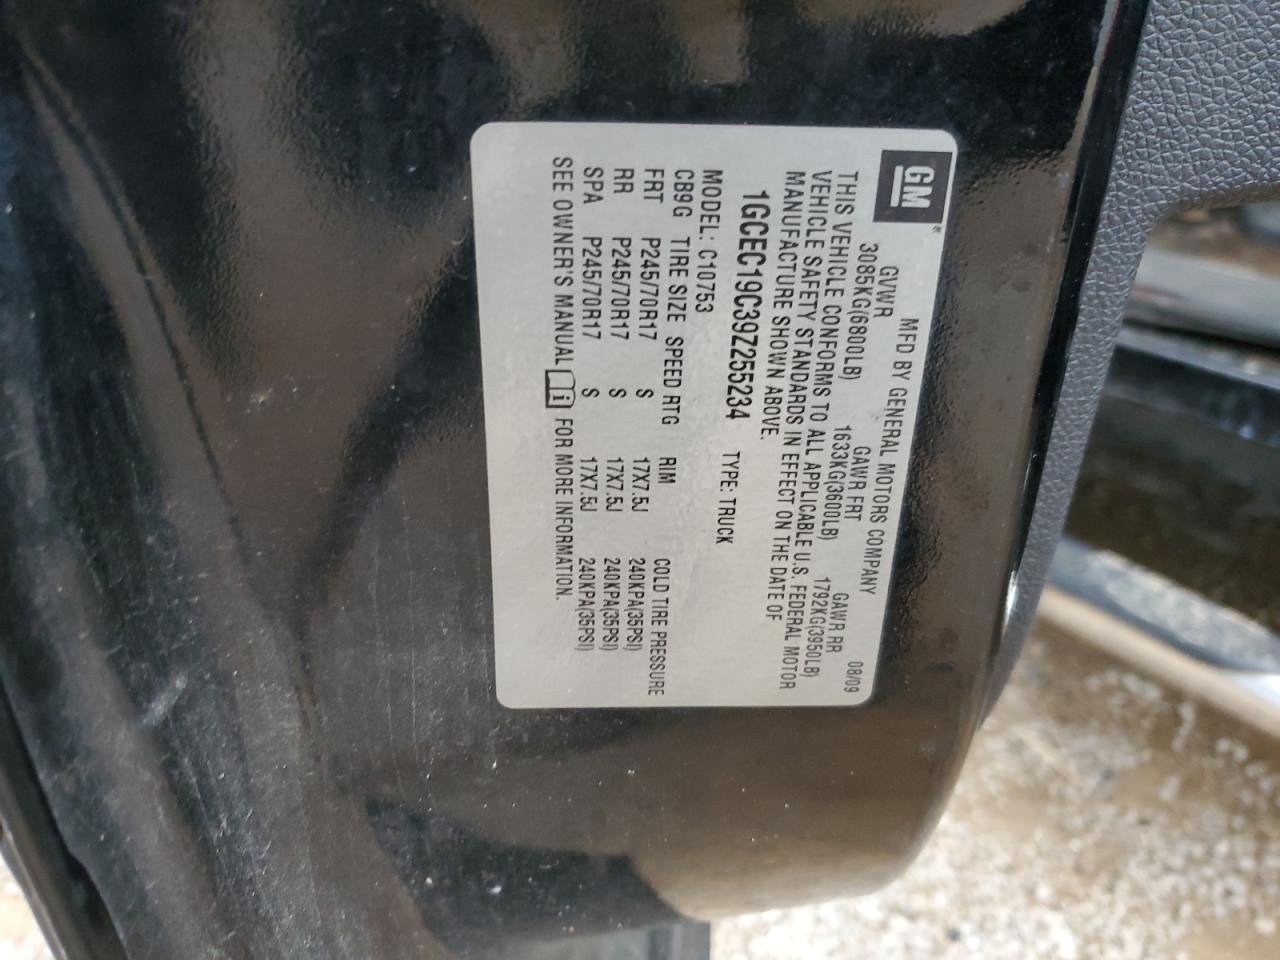 GM®
MFD BY GENERAL MOTORS COMPANY 08/09
GVWR GAWR FRT GAWR RR
3085KG(6800LB) 1633KG(3600LB) 1792KG(3950LB)
THIS VEHICLE CONFORMS TO ALL APPLICABLE U.S. FEDERAL MOTOR
VEHICLE SAFETY STANDARDS IN EFFECT ON THE DATE OF
MANUFACTURE SHOWN ABOVE.
1GCEC19C39Z255234 TYPE: TRUCK
MODEL: C10753
CB9G TIRE SIZE SPEED RTG RIM COLD TIRE PRESSURE
FRT P245/70R17 S 17X7.5J 240KPA(35PSI)
RR P245/70R17 S 17X7.5J 240KPA(35PSI)
SPA P245/70R17 S 17X7.5J 240KPA(35PSI)
SEE OWNER'S MANUAL i FOR MORE INFORMATION.